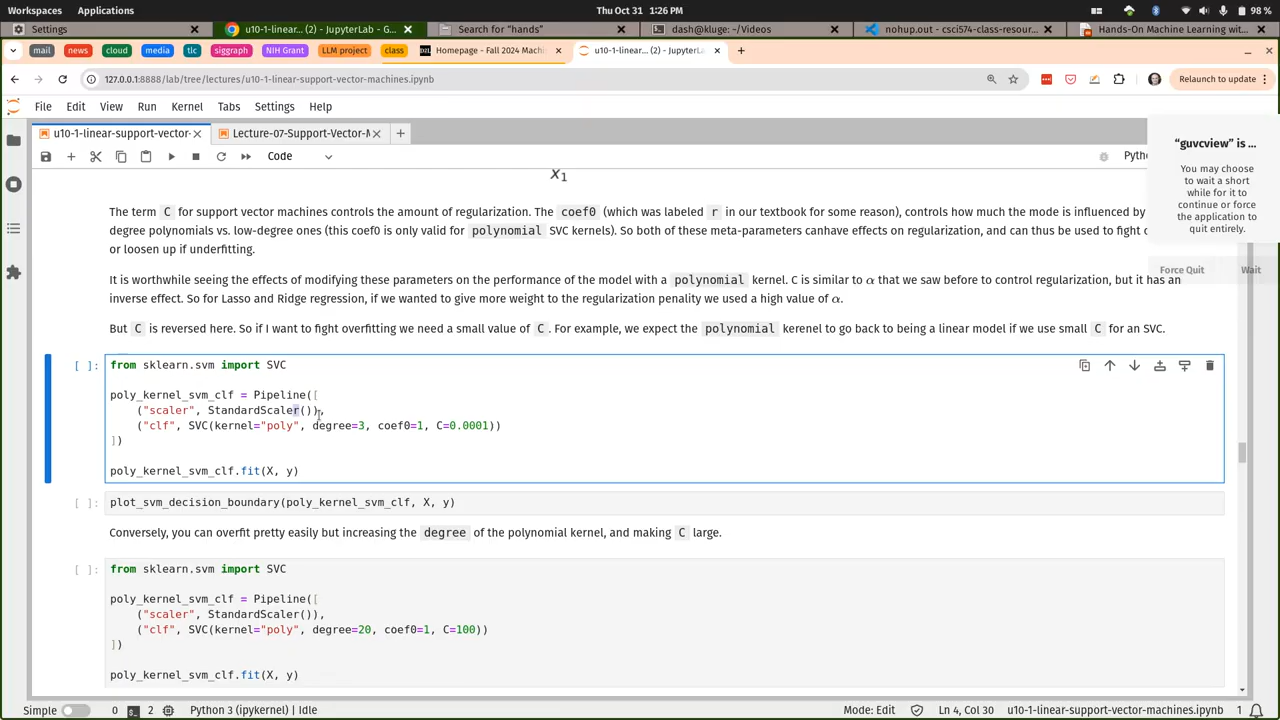 Workspaces Applications Thu Oct 31 1:26 PM 98 %
Settings u10-1-linear... (2) - JupyterLab - G... Search for “hands” dash@kluge: ~/Videos nohup.out - csci574-class-resour... Hands-On Machine Learning wit...
mail news cloud media tlc siggraph NIH Grant LLM project class Homepage - Fall 2024 Machi u10-1-linear... (2) - JupyterLa
127.0.0.1:8888/lab/tree/lectures/u10-1-linear-support-vector-machines.ipynb Relaunch to update
File Edit View Run Kernel Tabs Settings Help
u10-1-linear-support-vector- Lecture-07-Support-Vector-M
Code Pytho
“guvcview” is ...
You may choose
to wait a short
while for it to
continue or force
the application to
quit entirely.
Force Quit Wait
x1
The term C for support vector machines controls the amount of regularization. The coef0 (which was labeled r in our textbook for some reason), controls how much the mode is influenced by
degree polynomials vs. low-degree ones (this coef0 is only valid for polynomial SVC kernels). So both of these meta-parameters canhave effects on regularization, and can thus be used to fight o
or loosen up if underfitting.
It is worthwhile seeing the effects of modifying these parameters on the performance of the model with a polynomial kernel. C is similar to α that we saw before to control regularization, but it has an
inverse effect. So for Lasso and Ridge regression, if we wanted to give more weight to the regularization penality we used a high value of α.
But C is reversed here. So if I want to fight overfitting we need a small value of C. For example, we expect the polynomial kerenel to go back to being a linear model if we use small C for an SVC.
[ ]: from sklearn.svm import SVC
poly_kernel_svm_clf = Pipeline([
("scaler", StandardScaler()),
("clf", SVC(kernel="poly", degree=3, coef0=1, C=0.0001))
])
poly_kernel_svm_clf.fit(X, y)
[ ]: plot_svm_decision_boundary(poly_kernel_svm_clf, X, y)
Conversely, you can overfit pretty easily but increasing the degree of the polynomial kernel, and making C large.
[ ]: from sklearn.svm import SVC
poly_kernel_svm_clf = Pipeline([
("scaler", StandardScaler()),
("clf", SVC(kernel="poly", degree=20, coef0=1, C=100))
])
poly_kernel_svm_clf.fit(X, y)
Simple 0 2 Python 3 (ipykernel) | Idle Mode: Edit Ln 4, Col 30 u10-1-linear-support-vector-machines.ipynb 1